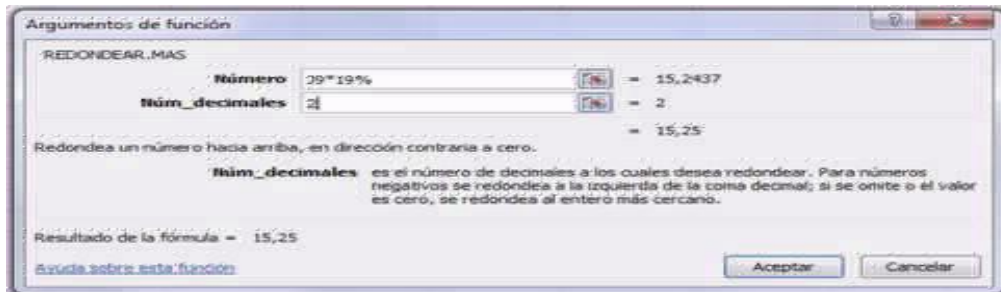 Argumentos de función
REDONDEAR.MAS
Número J9*19% = 15,2437
Núm_decimales 2 = 2
= 15,25
Redondea un número hacia arriba, en dirección contraria a cero.
Núm_decimales es el número de decimales a los cuales desea redondear. Para números
negativos se redondea a la izquierda de la coma decimal; si se omite o el valor
es cero, se redondea al entero más cercano.
Resultado de la fórmula = 15,25
Ayuda sobre esta función Aceptar Cancelar